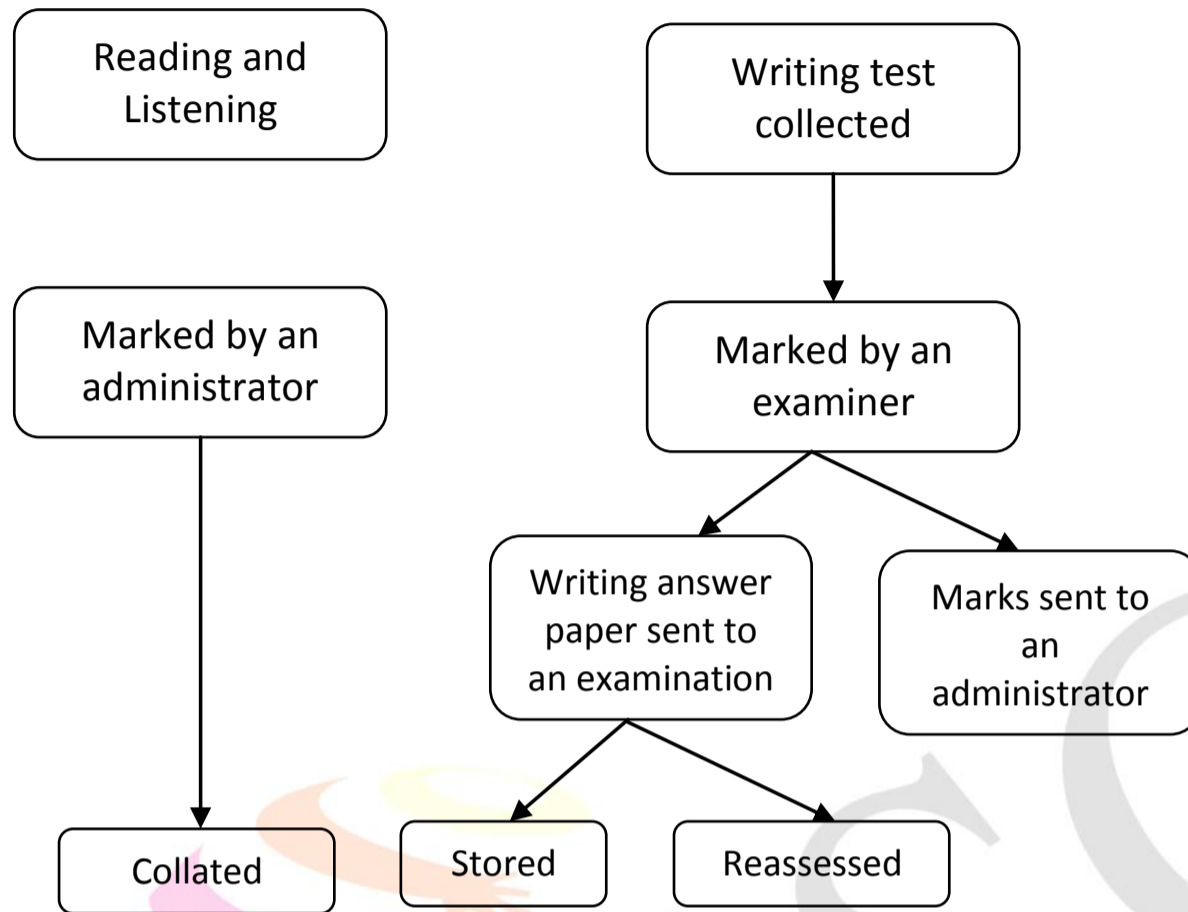 Reading and
Listening
Writing test
collected
Marked by an
administrator
Marked by an
examiner
Writing answer
paper sent to
an examination
Marks sent to
an
administrator
Collated
Stored
Reassessed